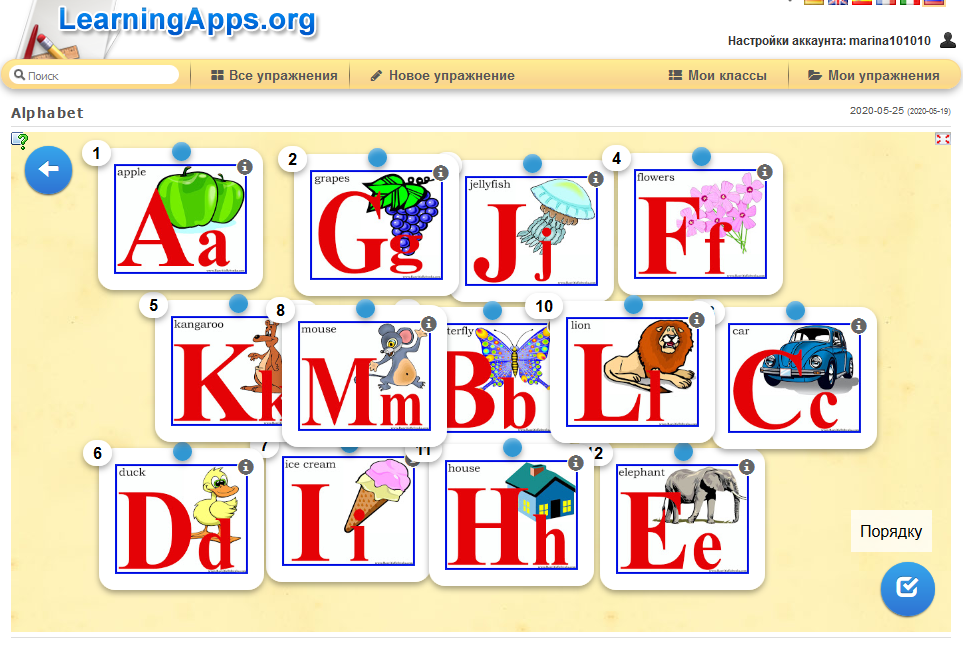 LearningApps.org
Настройки аккаунта: marina101010
Поиск
Все упражнения
Новое упражнение
Мои классы
Мои упражнения
Alphabet
2020-05-25 (2020-05-19)
1
apple
Aa
2
grapes
Gg
jellyfish
Jj
4
flowers
Ff
5
kangaroo
Kk
8
mouse
Mm
terfly
Bb
10
lion
Ll
car
Cc
6
duck
Dd
7
ice cream
Ii
11
house
Hh
12
elephant
Ee
Порядку